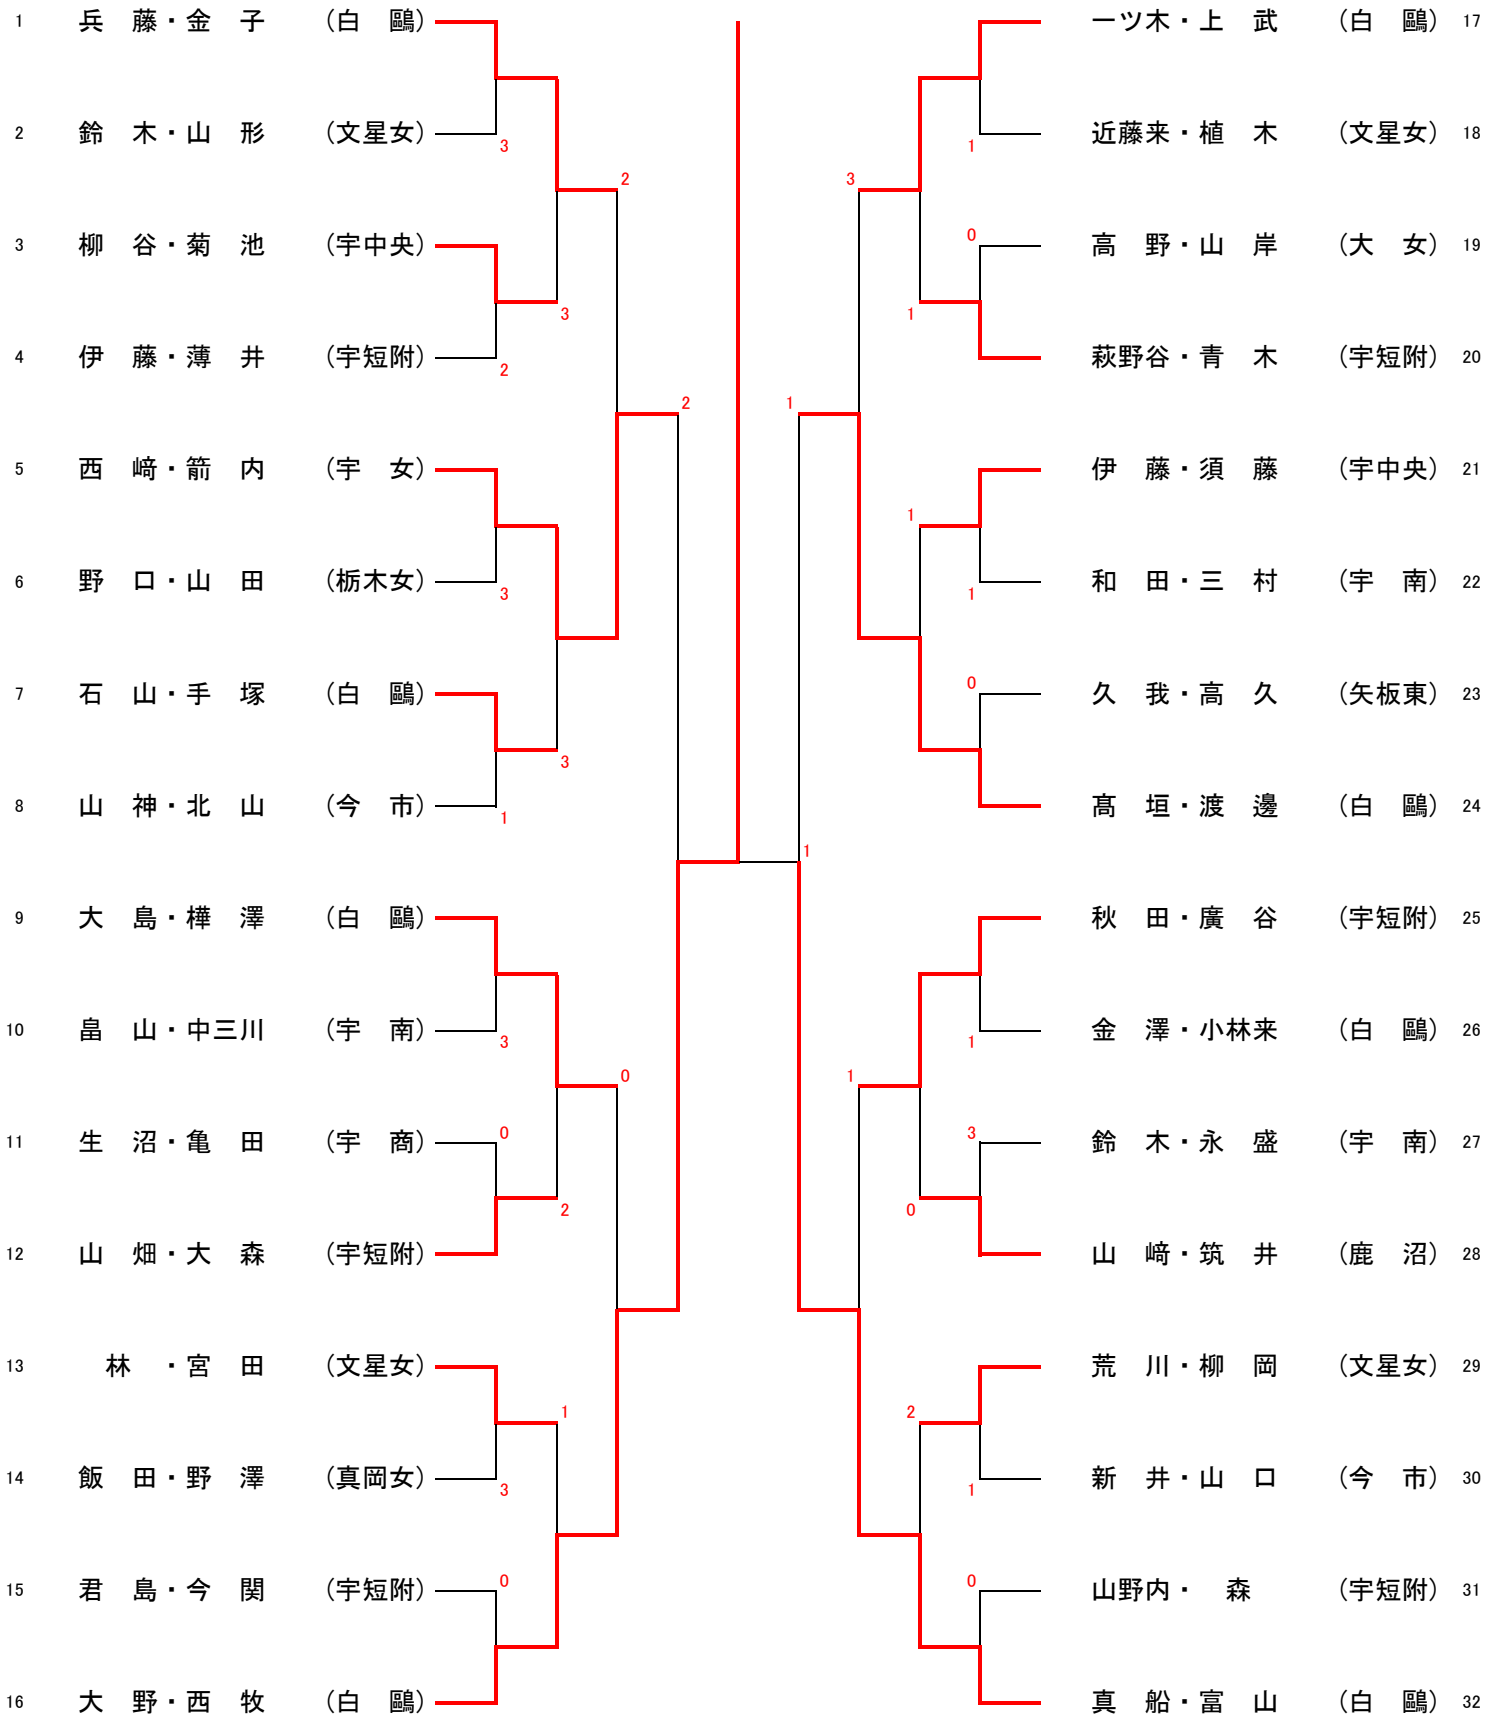 1 兵　藤・金　子 （白　鷗） 一ツ木・上　武 （白　鷗） 17
2 鈴　木・山　形 （文星女） 近藤来・植　木 （文星女） 18
3 1
2 3
3 柳　谷・菊　池 （宇中央） 0 高　野・山　岸 （大　女） 19
3 1
4 伊　藤・薄　井 （宇短附） 萩野谷・青　木 （宇短附） 20
2
2 1
5 西　﨑・箭　内 （宇　女） 伊　藤・須　藤 （宇中央） 21
1
6 野　口・山　田 （栃木女） 和　田・三　村 （宇　南） 22
3 1
7 石　山・手　塚 （白　鷗） 0 久　我・高　久 （矢板東） 23
3
8 山　神・北　山 （今　市） 髙　垣・渡　邊 （白　鷗） 24
1
1
9 大　島・樺　澤 （白　鷗） 秋　田・廣　谷 （宇短附） 25
10 畠　山・中三川 （宇　南） 金　澤・小林来 （白　鷗） 26
3 1
0 1
11 生　沼・亀　田 （宇　商） 0 3 鈴　木・永　盛 （宇　南） 27
2 0
12 山　畑・大　森 （宇短附） 山　﨑・筑　井 （鹿　沼） 28
13 林　・宮　田 （文星女） 荒　川・柳　岡 （文星女） 29
1 2
14 飯　田・野　澤 （真岡女） 新　井・山　口 （今　市） 30
3 1
15 君　島・今　関 （宇短附） 0 0 山野内・　森 （宇短附） 31
16 大　野・西　牧 （白　鷗） 真　船・富　山 （白　鷗） 32